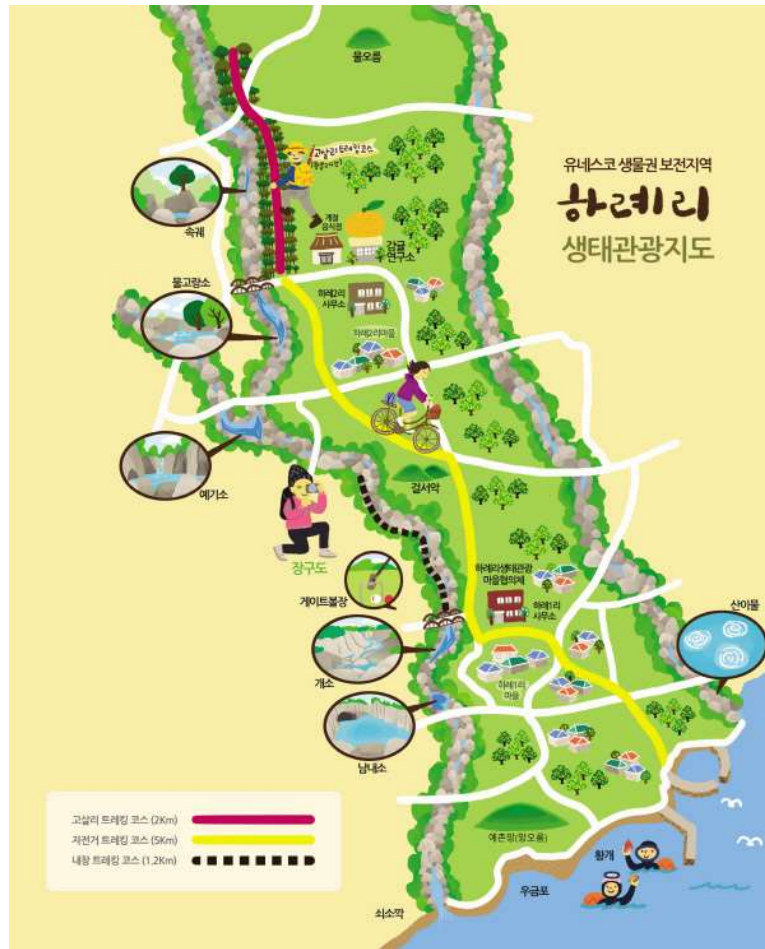 물오름
유네스코 생물권 보전지역
하례리
생태관광지도
고살리 트레킹 코스
속궤
계절
음식점
감귤
연구소
물고랑소
하례2리
사무소
하례2리마을
예기소
걸서악
장구도
하례리생태관광
마을협의체
게이트볼장
하례1리
사무소
산이물
개소
하례1리
마을
남내소
고살리 트레킹 코스 (2Km)
자전거 트레킹 코스 (5Km)
내창 트레킹 코스 (1.2Km)
예촌망(망오름)
황개
우금포
쇠소깍